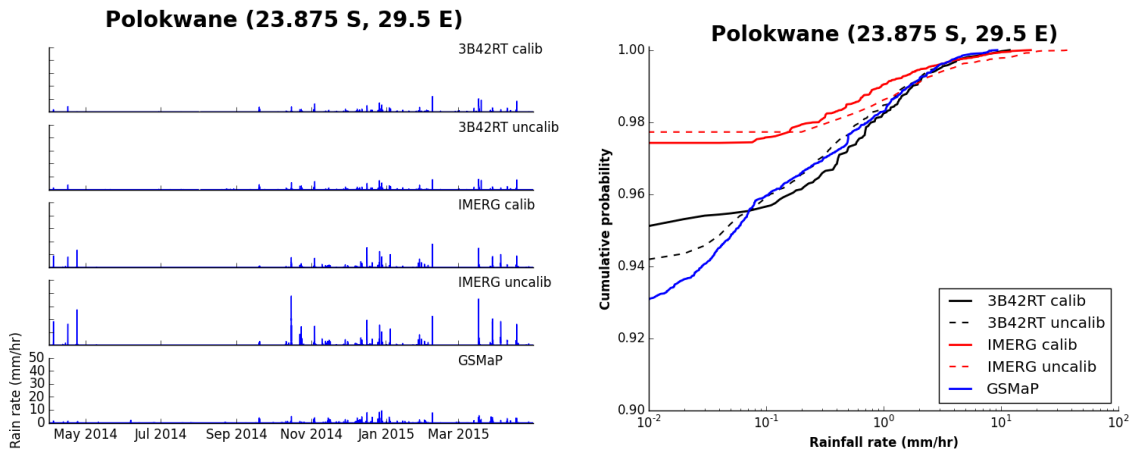 Polokwane (23.875 S, 29.5 E)
3B42RT calib
3B42RT uncalib
IMERG calib
IMERG uncalib
GSMaP
Rain rate (mm/hr)
50
40
30
20
10
0
May 2014 Jul 2014 Sep 2014 Nov 2014 Jan 2015 Mar 2015
Polokwane (23.875 S, 29.5 E)
Cumulative probability
1.00
0.98
0.96
0.94
0.92
0.90
10⁻² 10⁻¹ 10⁰ 10¹ 10²
Rainfall rate (mm/hr)
3B42RT calib
3B42RT uncalib
IMERG calib
IMERG uncalib
GSMaP